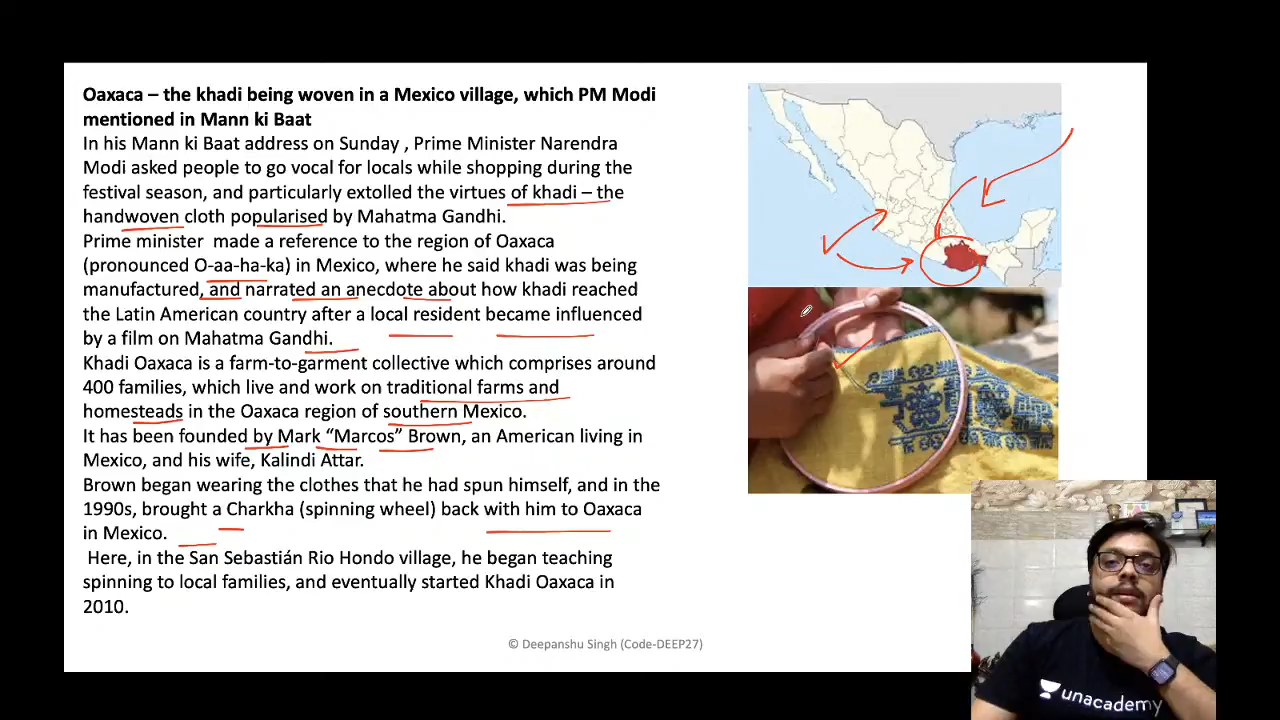 Oaxaca – the khadi being woven in a Mexico village, which PM Modi
mentioned in Mann ki Baat
In his Mann ki Baat address on Sunday , Prime Minister Narendra
Modi asked people to go vocal for locals while shopping during the
festival season, and particularly extolled the virtues of khadi – the
handwoven cloth popularised by Mahatma Gandhi.
Prime minister  made a reference to the region of Oaxaca
(pronounced O-aa-ha-ka) in Mexico, where he said khadi was being
manufactured, and narrated an anecdote about how khadi reached
the Latin American country after a local resident became influenced
by a film on Mahatma Gandhi.
Khadi Oaxaca is a farm-to-garment collective which comprises around
400 families, which live and work on traditional farms and
homesteads in the Oaxaca region of southern Mexico.
It has been founded by Mark “Marcos” Brown, an American living in
Mexico, and his wife, Kalindi Attar.
Brown began wearing the clothes that he had spun himself, and in the
1990s, brought a Charkha (spinning wheel) back with him to Oaxaca
in Mexico.
Here, in the San Sebastián Rio Hondo village, he began teaching
spinning to local families, and eventually started Khadi Oaxaca in
2010.
© Deepanshu Singh (Code-DEEP27)
unacademy